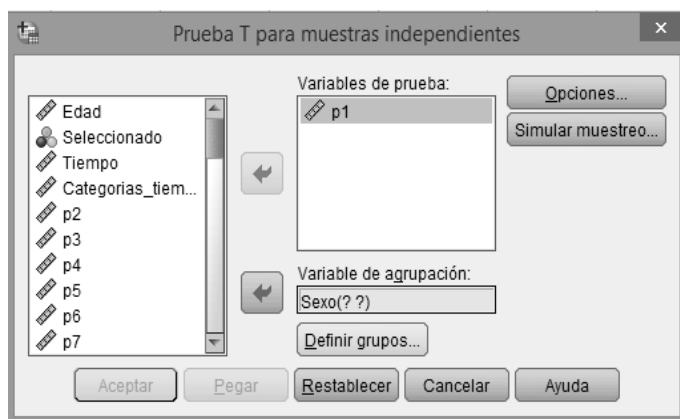 Prueba T para muestras independientes
Variables de prueba:
Edad
Seleccionado
Tiempo
Categorias_tiem...
p2
p3
p4
p5
p6
p7
p1
Opciones...
Simular muestreo...
Variable de agrupación:
Sexo(? ?)
Definir grupos...
Aceptar
Pegar
Restablecer
Cancelar
Ayuda